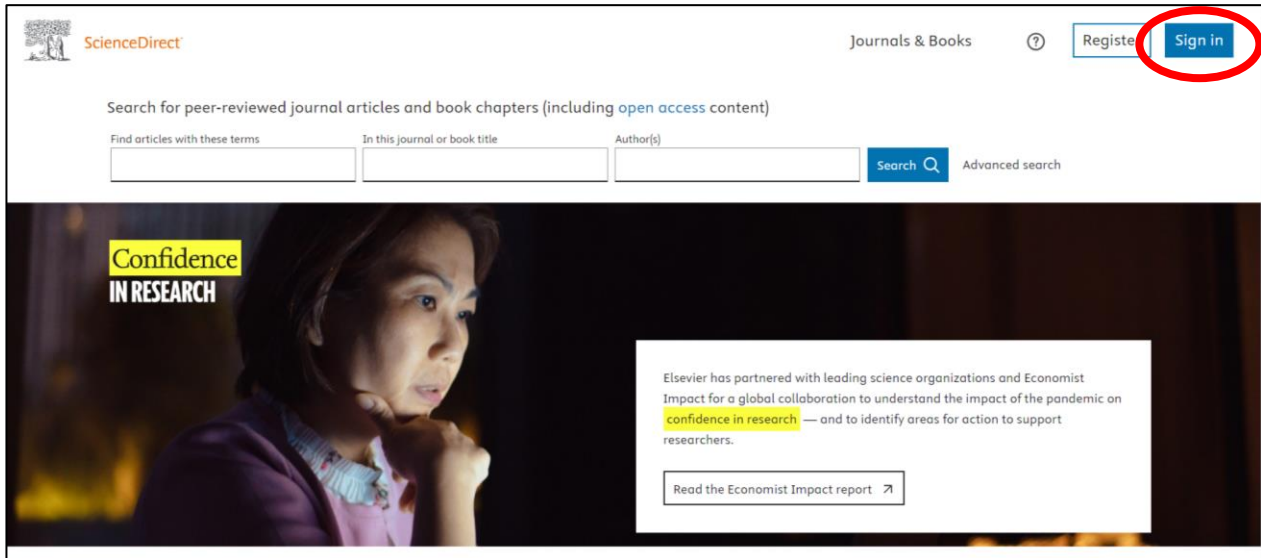 ScienceDirect
Journals & Books
?
Registe
Sign in
Search for peer-reviewed journal articles and book chapters (including open access content)
Find articles with these terms
In this journal or book title
Author(s)
Search
Advanced search
Confidence
IN RESEARCH
Elsevier has partnered with leading science organizations and Economist
Impact for a global collaboration to understand the impact of the pandemic on
confidence in research — and to identify areas for action to support
researchers.
Read the Economist Impact report